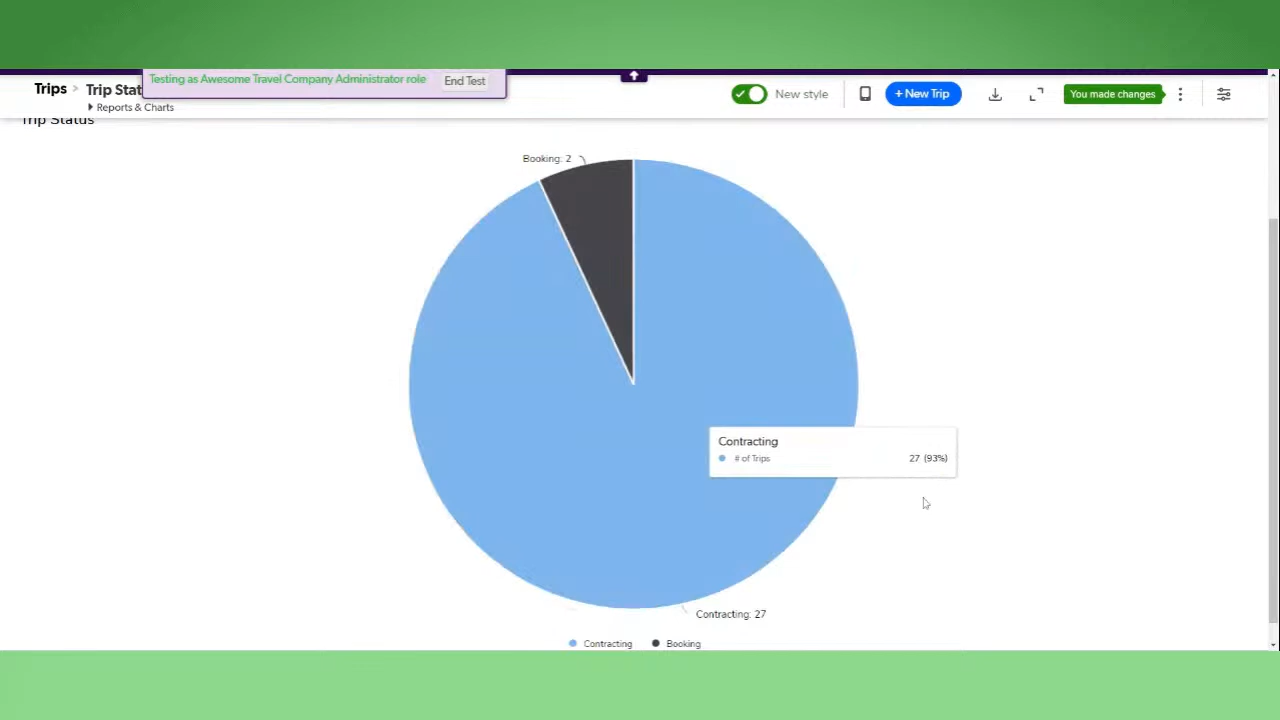 Testing as Awesome Travel Company Administrator role End Test
Trips > Trip Stat
Reports & Charts
New style
+ New Trip
You made changes
Trip Status
Booking: 2
Contracting
# of Trips 27 (93%)
Contracting: 27
Contracting Booking